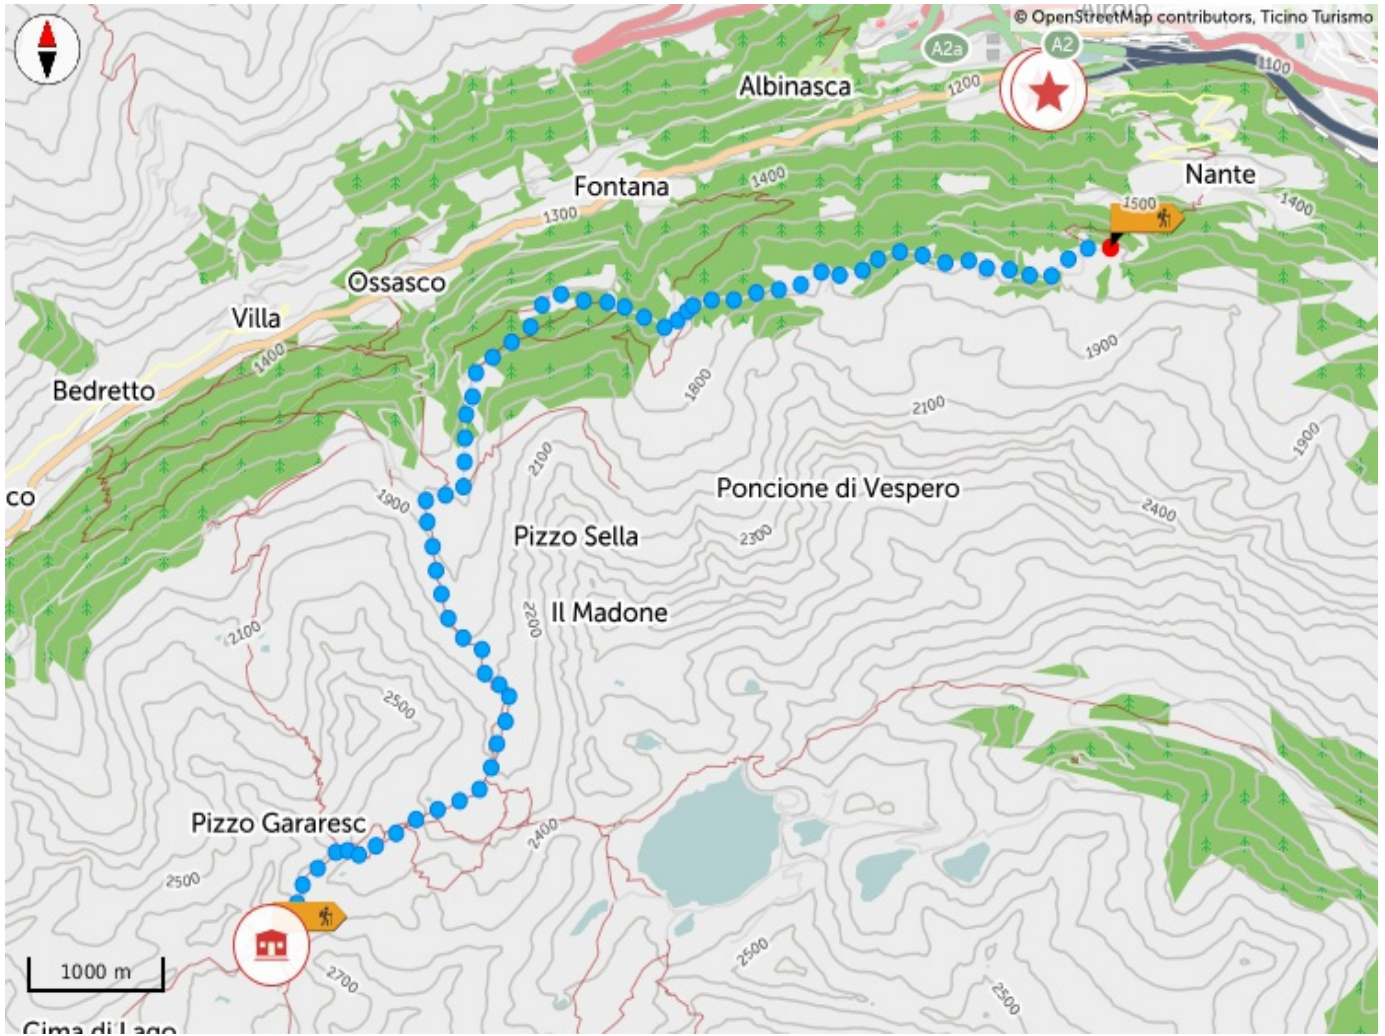 © OpenStreetMap contributors, Ticino Turismo
Airolo
A2a
A2
1100
Albinasca
1200
Nante
1400
Fontana
1400
1500
1300
Ossasco
Villa
1400
1900
Bedretto
1800
2100
1900
2100
co
1900
Poncione di Vespero
2400
Pizzo Sella
2300
Il Madone
2200
2100
2500
Pizzo Gararesc
2400
2500
2500
1000 m
2700
2500
Cima di Lago